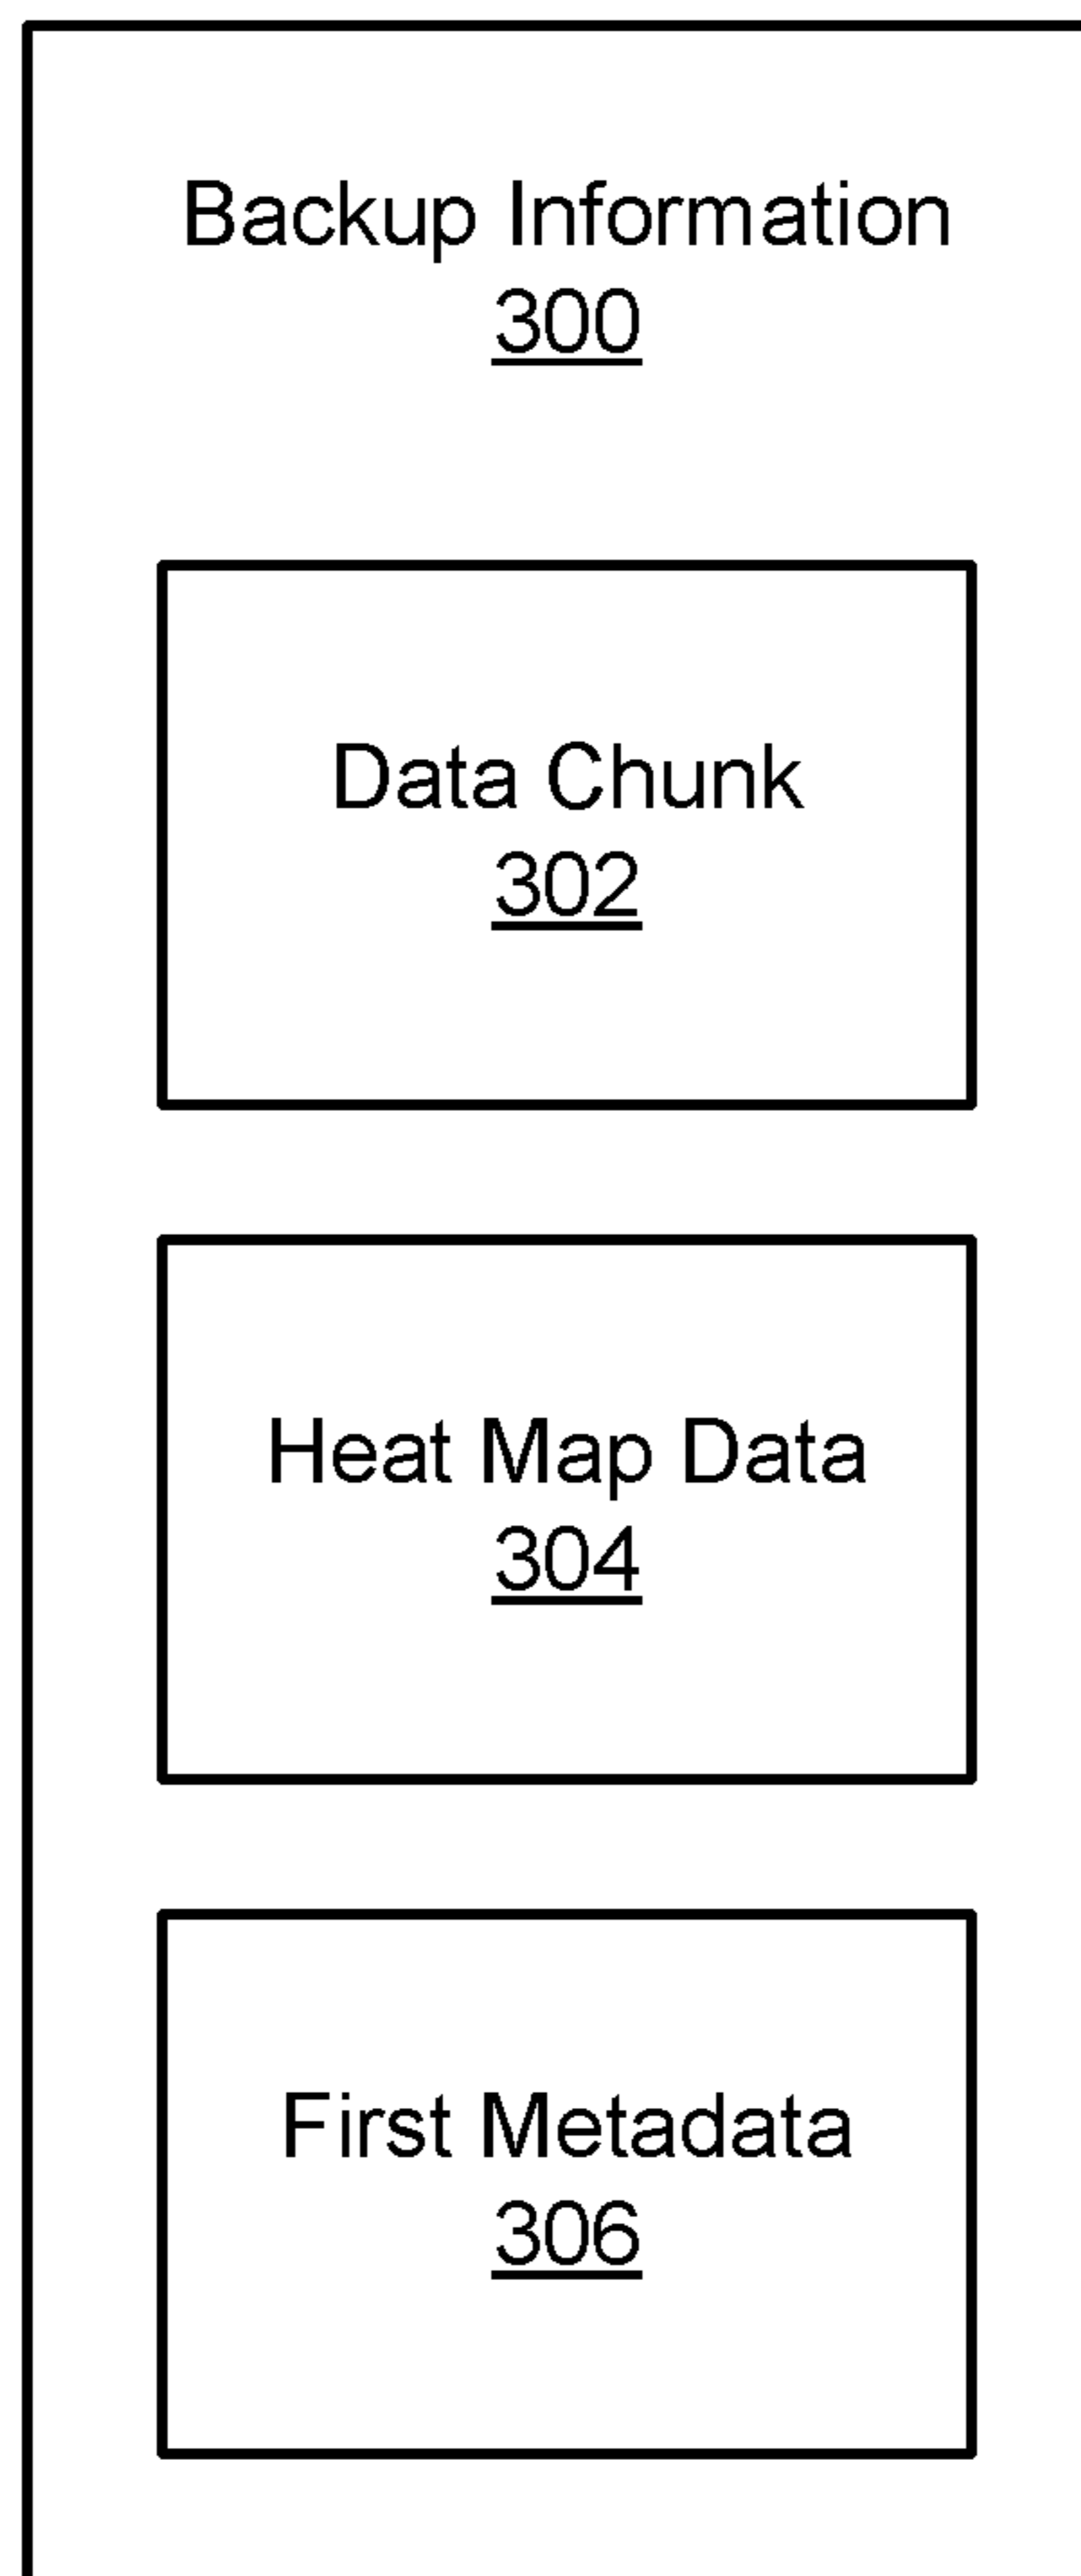 Backup Information
300
Data Chunk
302
Heat Map Data
304
First Metadata
306